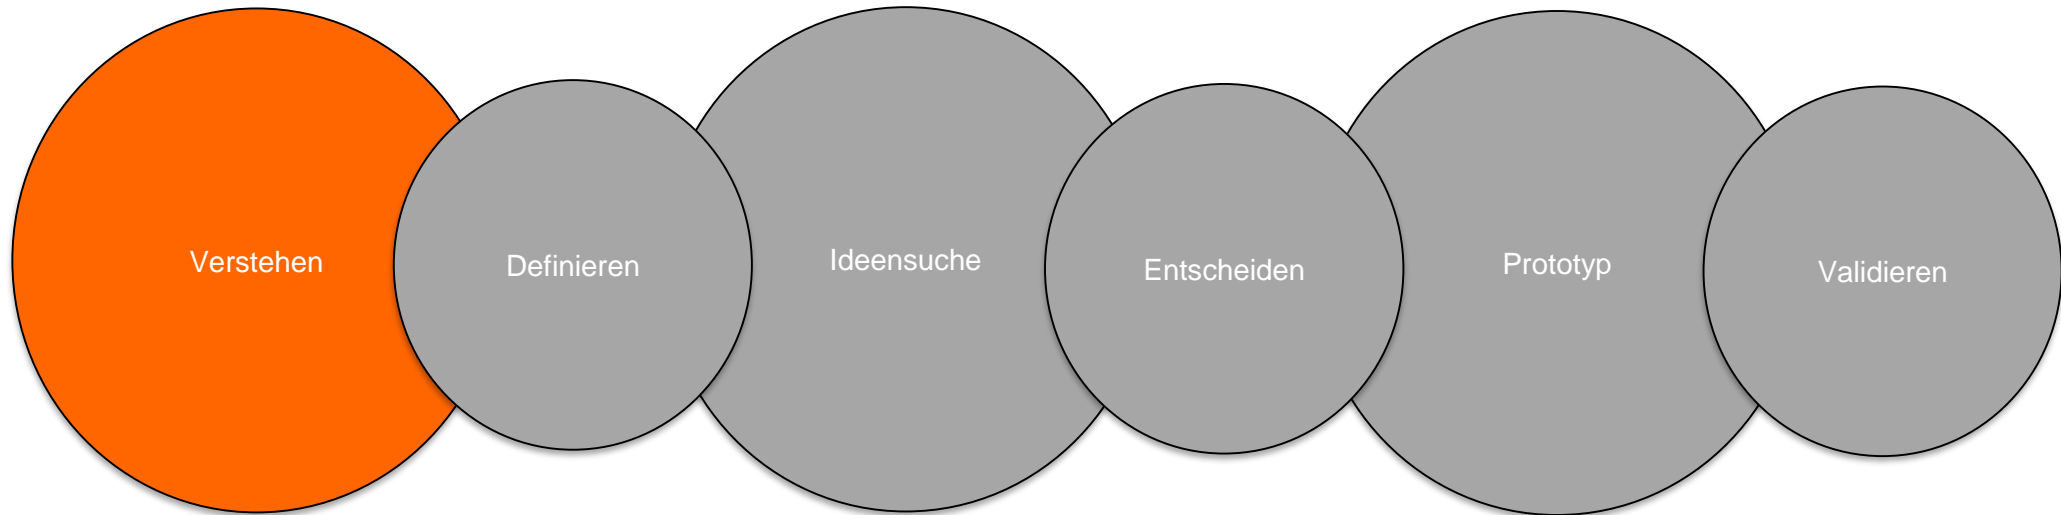 Verstehen
Definieren
Ideensuche
Entscheiden
Prototyp
Validieren